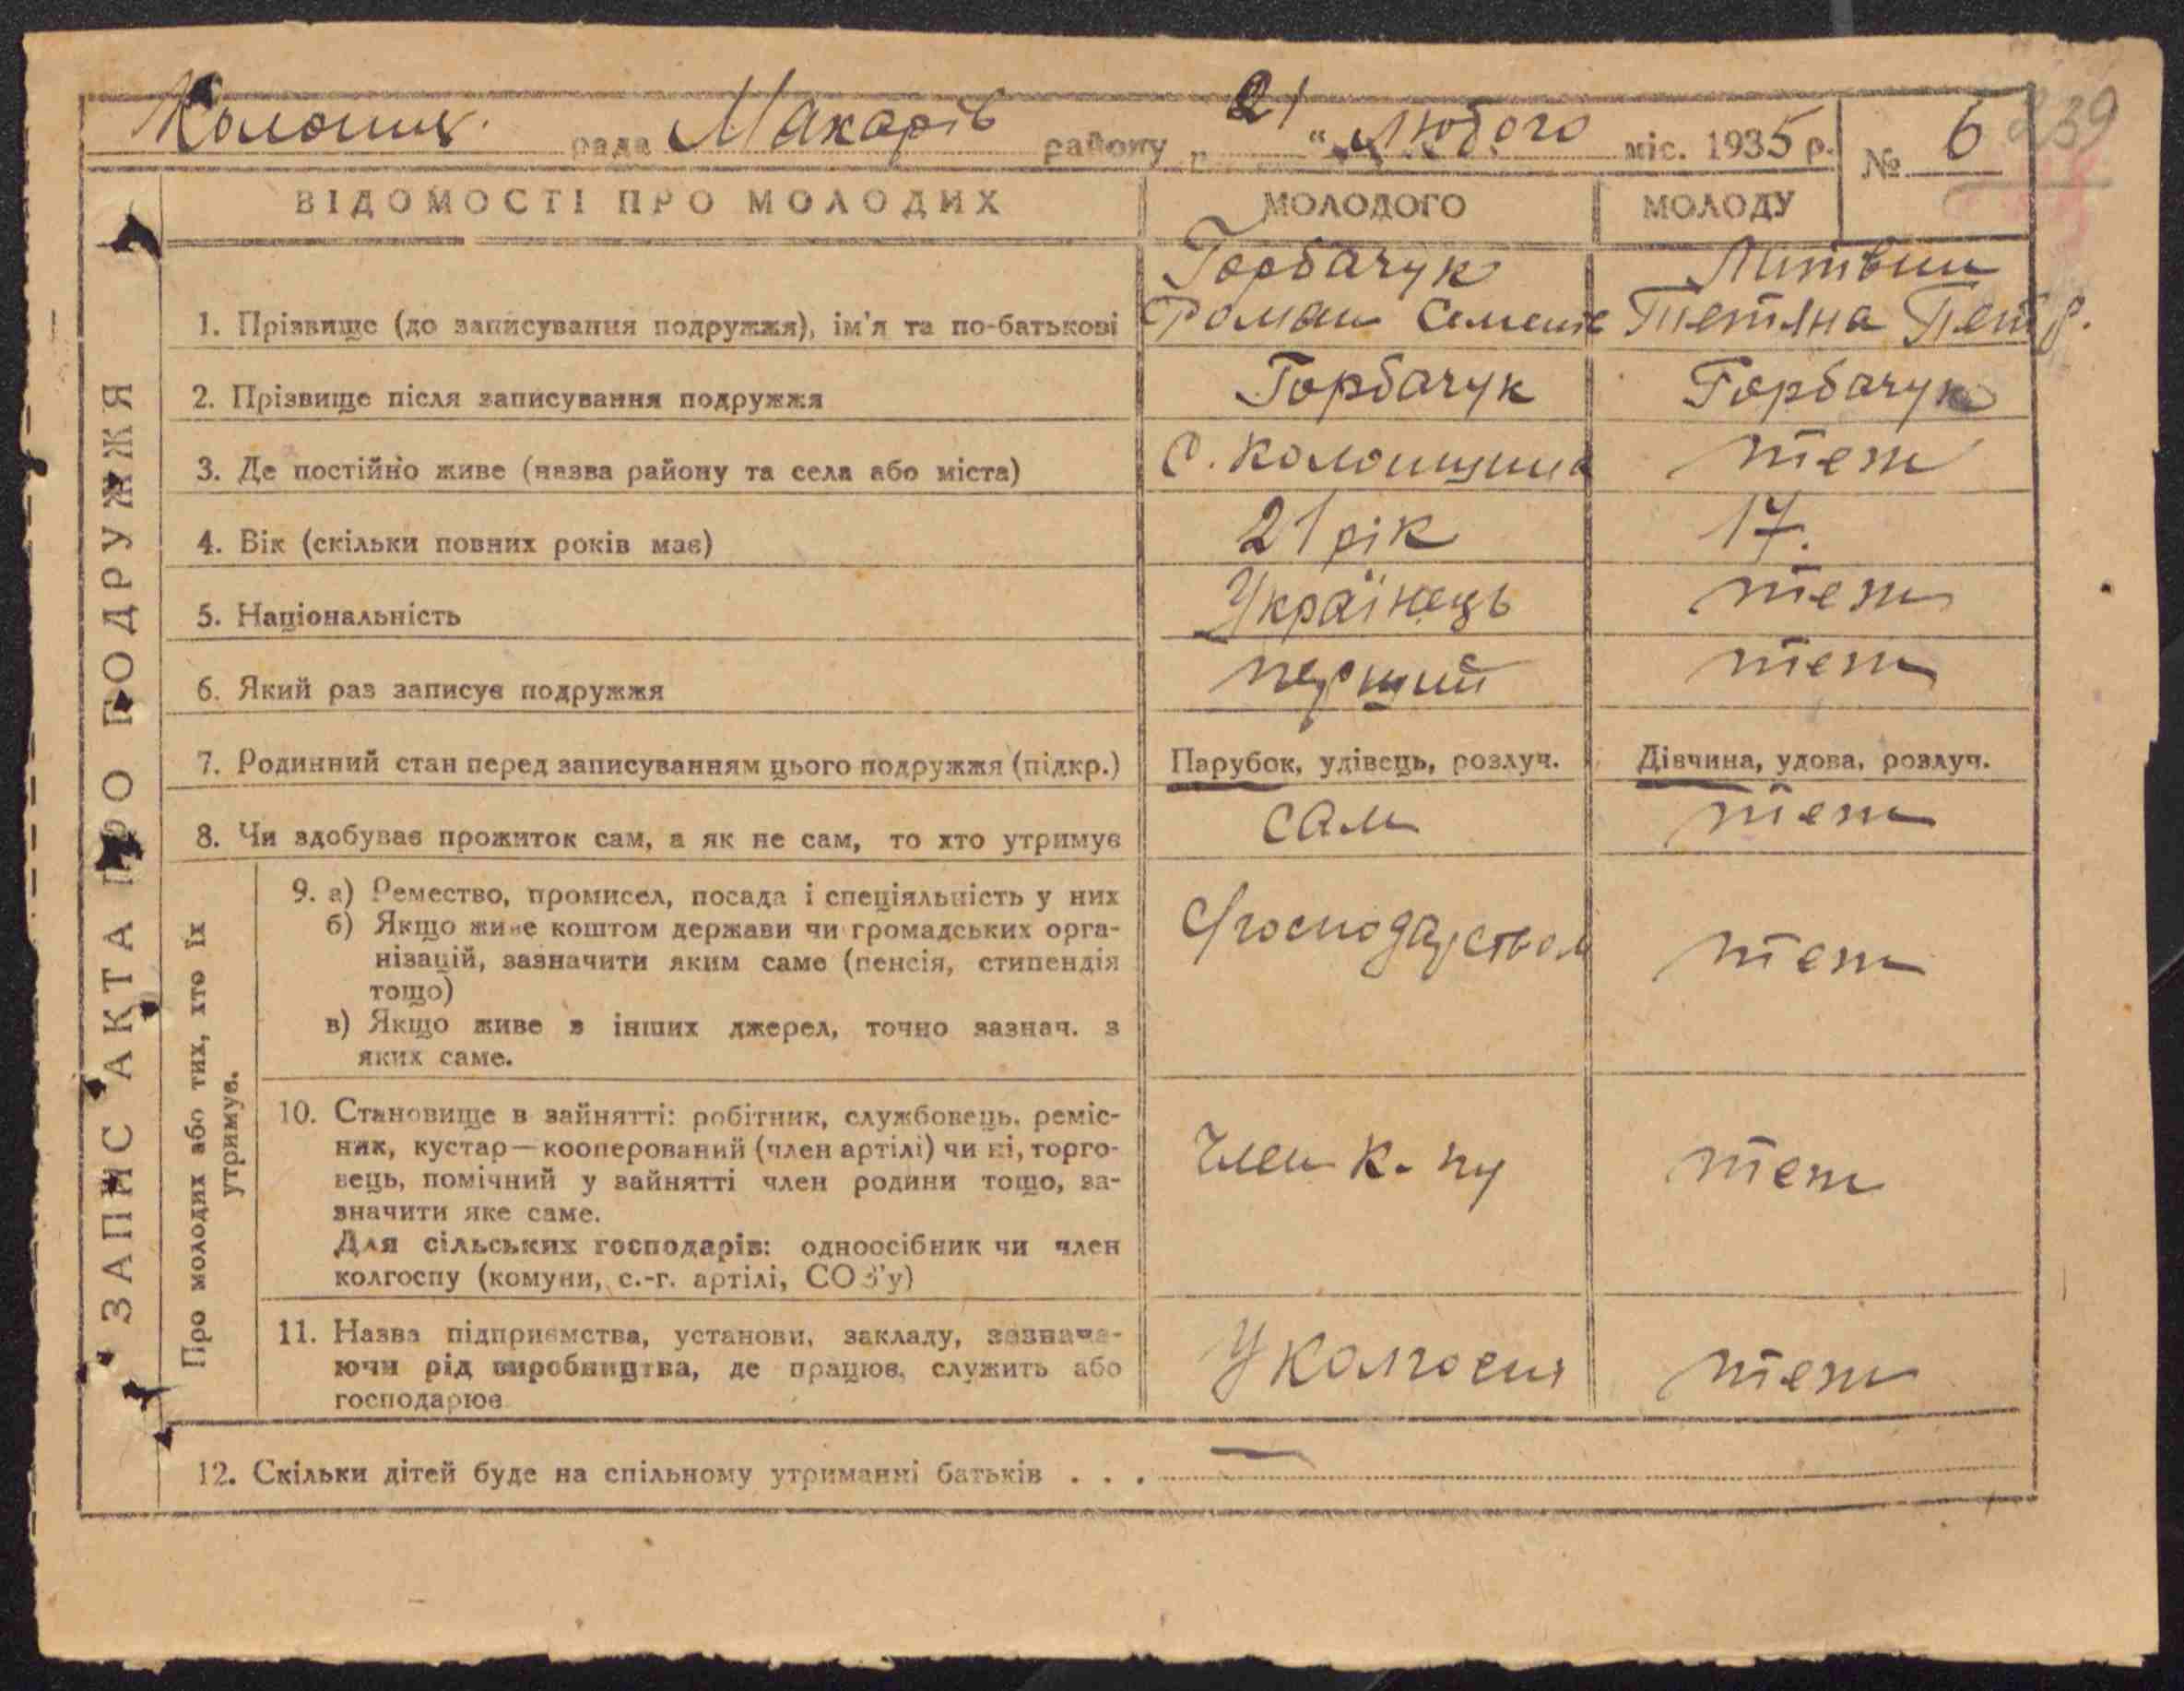 Колонщ. рада Макарів району „ 21 “ Лютого міс. 1935 р. № 6 239
ВІДОМОСТІ ПРО МОЛОДИХ МОЛОДОГО МОЛОДУ
ЗАПИС АКТА ПРО ПОДРУЖЖЯ
Горбачук Литвин
1. Прізвище (до записування подружжя), ім'я та по-батькові Роман Семен Тетяна Петр.
2. Прізвище після записування подружжя Горбачук Горбачук
3. Де постійно живе (назва району та села або міста) с. Колонщина теж
4. Вік (скільки повних років має) 21 рік 17.
5. Національність Українець теж
6. Який раз записує подружжя перший теж
7. Родинний стан перед записуванням цього подружжя (підкр.) Парубок, удівець, розлуч. Дівчина, удова, розлуч.
8. Чи здобуває прожиток сам, а як не сам, то хто утримує сам теж
Про молодих або тих, хто їх
утримує.
9. а) Ремество, промисел, посада і спеціяльність у них
б) Якщо живе коштом держави чи громадських орга-
нізацій, зазначити яким саме (пенсія, стипендія
тощо)
в) Якщо живе з інших джерел, точно зазнач. з
яких саме.
господарством теж
10. Становище в зайнятті: робітник, службовець, реміс-
ник, кустар—кооперований (член артілі) чи ні, торго-
вець, помічний у зайнятті член родини тощо, за-
значити яке саме.
Для сільських господарів: одноосібник чи член
колгоспу (комуни, с.-г. артілі, СОЗ'у)
член к-пу теж
11. Назва підприємства, установи, закладу, зазнача-
ючи рід виробництва, де працює, служить або
господарює
У колгоспі теж
12. Скільки дітей буде на спільному утриманні батьків . . . —